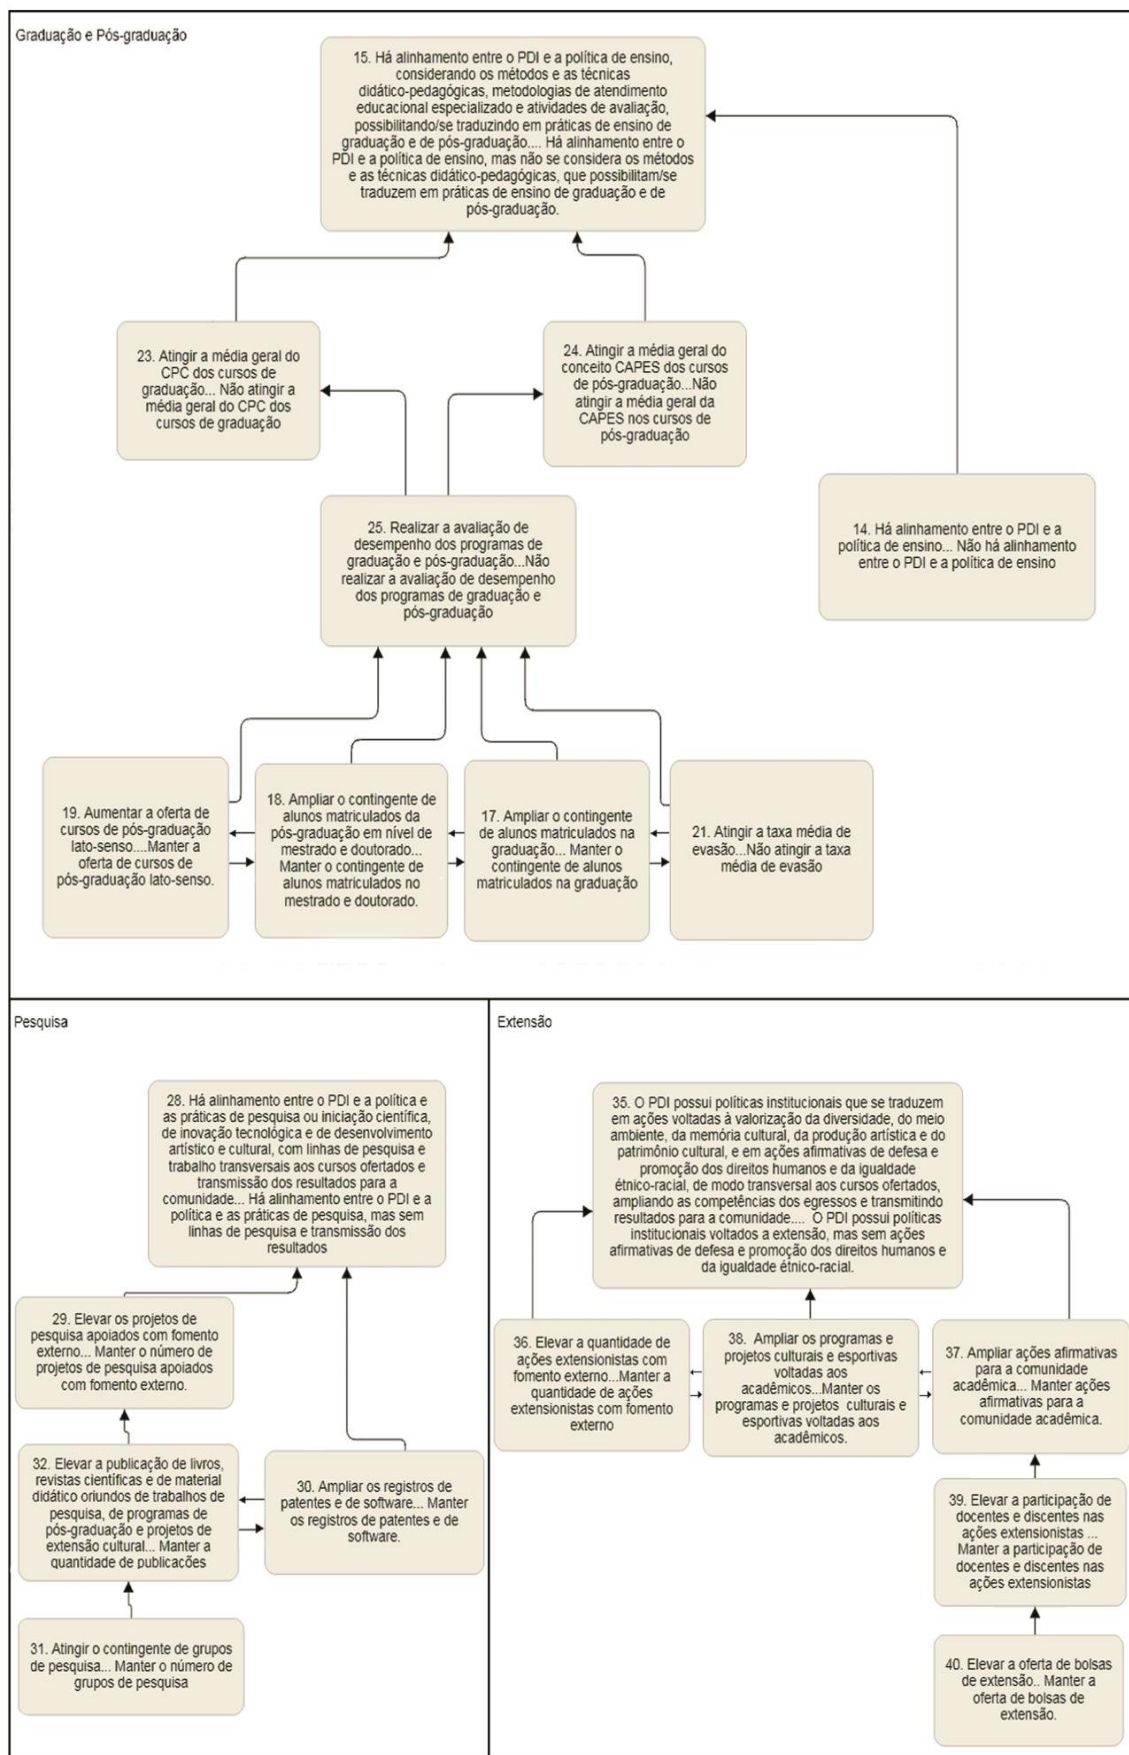 Graduação e Pós-graduação
15. Há alinhamento entre o PDI e a política de ensino,
considerando os métodos e as técnicas
didático-pedagógicas, metodologias de atendimento
educacional especializado e atividades de avaliação,
possibilitando/se traduzindo em práticas de ensino de
graduação e de pós-graduação.... Há alinhamento entre o
PDI e a política de ensino, mas não se considera os métodos
e as técnicas didático-pedagógicas, que possibilitam/se
traduzem em práticas de ensino de graduação e de
pós-graduação.
23. Atingir a média geral do
CPC dos cursos de
graduação... Não atingir a
média geral do CPC dos
cursos de graduação
24. Atingir a média geral do
conceito CAPES dos cursos
de pós-graduação...Não
atingir a média geral da
CAPES nos cursos de
pós-graduação
25. Realizar a avaliação de
desempenho dos programas de
graduação e pós-graduação...Não
realizar a avaliação de desempenho
dos programas de graduação e
pós-graduação
14. Há alinhamento entre o PDI e a
política de ensino... Não há alinhamento
entre o PDI e a política de ensino
19. Aumentar a oferta de
cursos de pós-graduação
lato-senso....Manter a
oferta de cursos de
pós-graduação lato-senso.
18. Ampliar o contingente de
alunos matriculados da
pós-graduação em nível de
mestrado e doutorado...
Manter o contingente de
alunos matriculados no
mestrado e doutorado.
17. Ampliar o contingente
de alunos matriculados na
graduação... Manter o
contingente de alunos
matriculados na graduação
21. Atingir a taxa média de
evasão...Não atingir a taxa
média de evasão
Pesquisa
28. Há alinhamento entre o PDI e a política e
as práticas de pesquisa ou iniciação científica,
de inovação tecnológica e de desenvolvimento
artístico e cultural, com linhas de pesquisa e
trabalho transversais aos cursos ofertados e
transmissão dos resultados para a
comunidade... Há alinhamento entre o PDI e a
política e as práticas de pesquisa, mas sem
linhas de pesquisa e transmissão dos
resultados
29. Elevar os projetos de
pesquisa apoiados com fomento
externo... Manter o número de
projetos de pesquisa apoiados
com fomento externo.
32. Elevar a publicação de livros,
revistas científicas e de material
didático oriundos de trabalhos de
pesquisa, de programas de
pós-graduação e projetos de
extensão cultural... Manter a
quantidade de publicações
30. Ampliar os registros de
patentes e de software... Manter
os registros de patentes e de
software.
31. Atingir o contingente de grupos
de pesquisa... Manter o número de
grupos de pesquisa
Extensão
35. O PDI possui políticas institucionais que se traduzem
em ações voltadas à valorização da diversidade, do meio
ambiente, da memória cultural, da produção artística e do
patrimônio cultural, e em ações afirmativas de defesa e
promoção dos direitos humanos e da igualdade
étnico-racial, de modo transversal aos cursos ofertados,
ampliando as competências dos egressos e transmitindo
resultados para a comunidade.... O PDI possui políticas
institucionais voltados a extensão, mas sem ações
afirmativas de defesa e promoção dos direitos humanos e
da igualdade étnico-racial.
36. Elevar a quantidade de
ações extensionistas com
fomento externo...Manter a
quantidade de ações
extensionistas com fomento
externo
38. Ampliar os programas e
projetos culturais e esportivas
voltadas aos
acadêmicos...Manter os
programas e projetos culturais e
esportivas voltadas aos
acadêmicos.
37. Ampliar ações afirmativas
para a comunidade
acadêmica... Manter ações
afirmativas para a
comunidade acadêmica.
39. Elevar a participação de
docentes e discentes nas
ações extensionistas ...
Manter a participação de
docentes e discentes nas
ações extensionistas
40. Elevar a oferta de bolsas
de extensão.. Manter a
oferta de bolsas de
extensão.